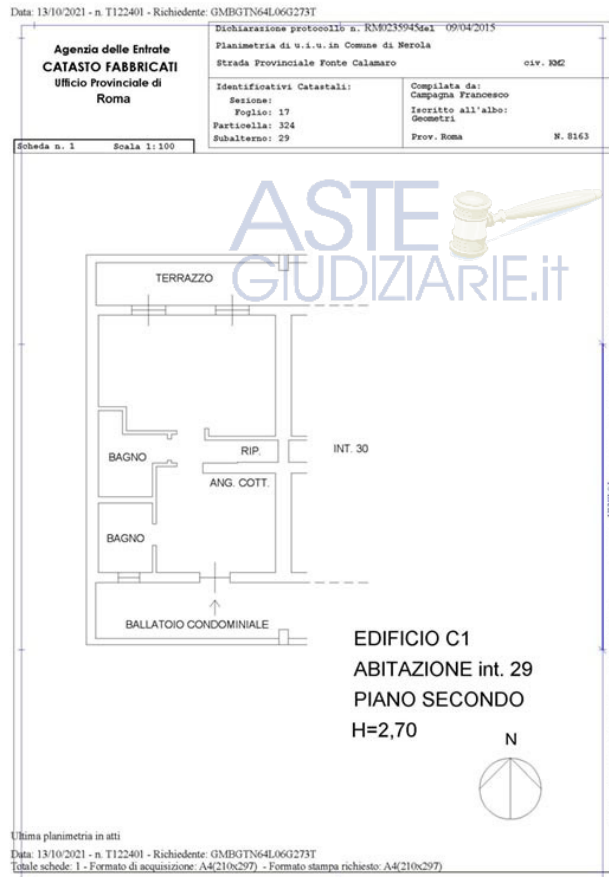 Data: 13/10/2021 - n. T122401 - Richiedente: GMBGTN64L06G273T
Agenzia delle Entrate
CATASTO FABBRICATI
Ufficio Provinciale di
Roma
Dichiarazione protocollo n. RM0235945del 09/04/2015
Planimetria di u.i.u. in Comune di Nerola
Strada Provinciale Fonte Calamaro civ. RM2
Identificativi Catastali:
Sezione:
Foglio: 17
Particella: 324
Subalterno: 29
Compilata da:
Campagna Francesco
Iscritto all'albo:
Geometri
Prov. Roma N. 8163
Scheda n. 1 Scala 1:100
ASTE
GIUDIZIARIE.it
TERRAZZO
BAGNO
RIP.
INT. 30
ANG. COTT.
BAGNO
BALLATOIO CONDOMINIALE
EDIFICIO C1
ABITAZIONE int. 29
PIANO SECONDO
H=2,70
N
Ultima planimetria in atti
Data: 13/10/2021 - n. T122401 - Richiedente: GMBGTN64L06G273T
Totale schede: 1 - Formato di acquisizione: A4(210x297) - Formato stampa richiesto: A4(210x297)